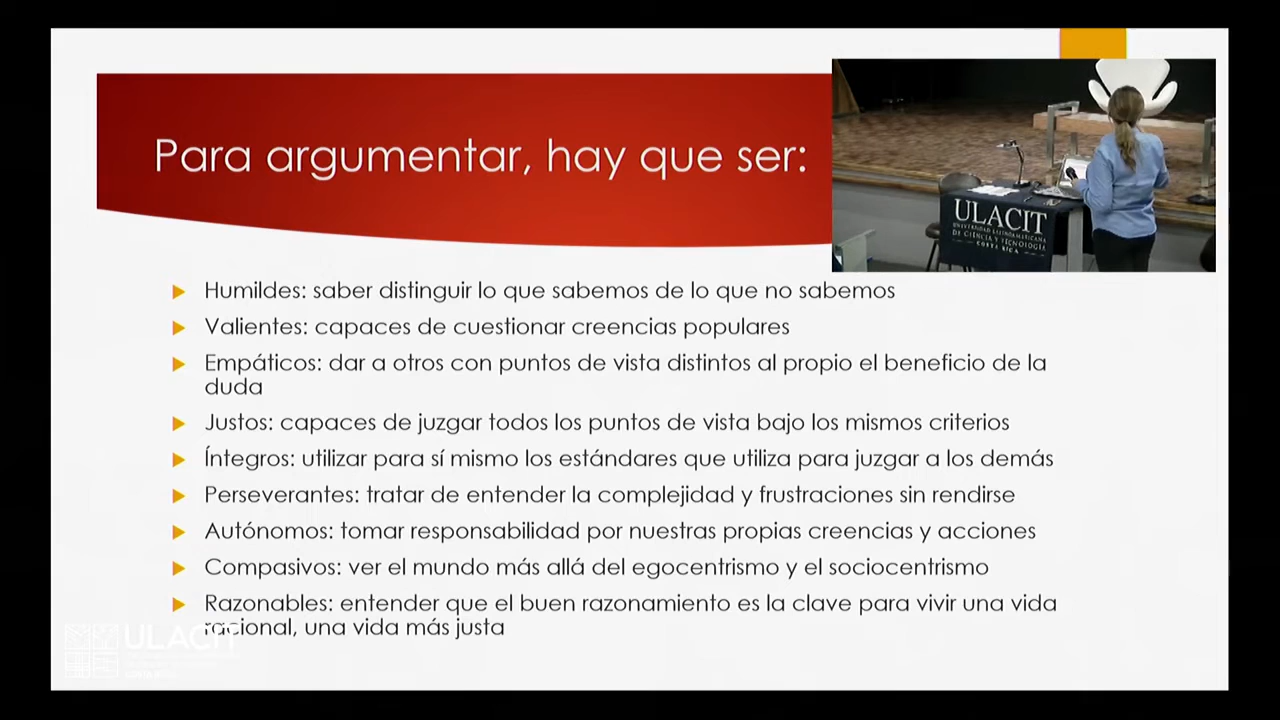 Para argumentar, hay que ser:
ULACIT
UNIVERSIDAD LATINOAMERICANA
DE CIENCIA Y TECNOLOGÍA
COSTA RICA
Humildes: saber distinguir lo que sabemos de lo que no sabemos
Valientes: capaces de cuestionar creencias populares
Empáticos: dar a otros con puntos de vista distintos al propio el beneficio de la
duda
Justos: capaces de juzgar todos los puntos de vista bajo los mismos criterios
Íntegros: utilizar para sí mismo los estándares que utiliza para juzgar a los demás
Perseverantes: tratar de entender la complejidad y frustraciones sin rendirse
Autónomos: tomar responsabilidad por nuestras propias creencias y acciones
Compasivos: ver el mundo más allá del egocentrismo y el sociocentrismo
Razonables: entender que el buen razonamiento es la clave para vivir una vida
racional, una vida más justa
ULACIT